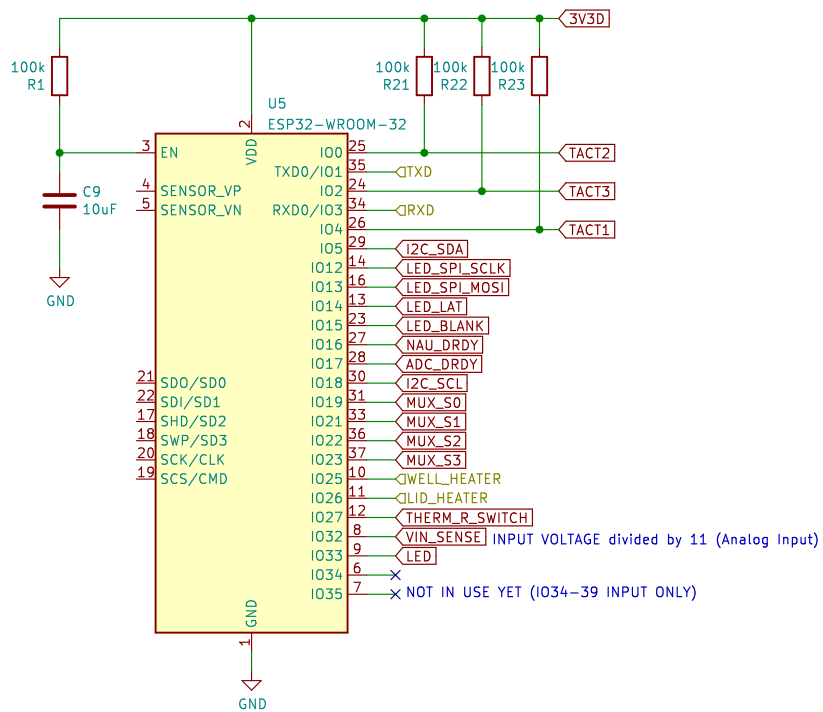 3V3D
100k
R1
100k
R21
100k
R22
100k
R23
U5
ESP32-WROOM-32
2
VDD
3 EN
IO0 25
TACT2
TXD0/IO1 35
TXD
4 SENSOR_VP
IO2 24
TACT3
5 SENSOR_VN
RXD0/IO3 34
RXD
C9
10uF
GND
IO4 26
TACT1
IO5 29 I2C_SDA
IO12 14 LED_SPI_SCLK
IO13 16 LED_SPI_MOSI
IO14 13 LED_LAT
IO15 23 LED_BLANK
IO16 27 NAU_DRDY
IO17 28 ADC_DRDY
21 SDO/SD0
IO18 30 I2C_SCL
22 SDI/SD1
IO19 31 MUX_S0
17 SHD/SD2
IO21 33 MUX_S1
18 SWP/SD3
IO22 36 MUX_S2
20 SCK/CLK
IO23 37 MUX_S3
19 SCS/CMD
IO25 10 WELL_HEATER
IO26 11 LID_HEATER
IO27 12 THERM_R_SWITCH
IO32 8 VIN_SENSE INPUT VOLTAGE divided by 11 (Analog Input)
IO33 9 LED
IO34 6
IO35 7 NOT IN USE YET (IO34-39 INPUT ONLY)
GND
1
GND